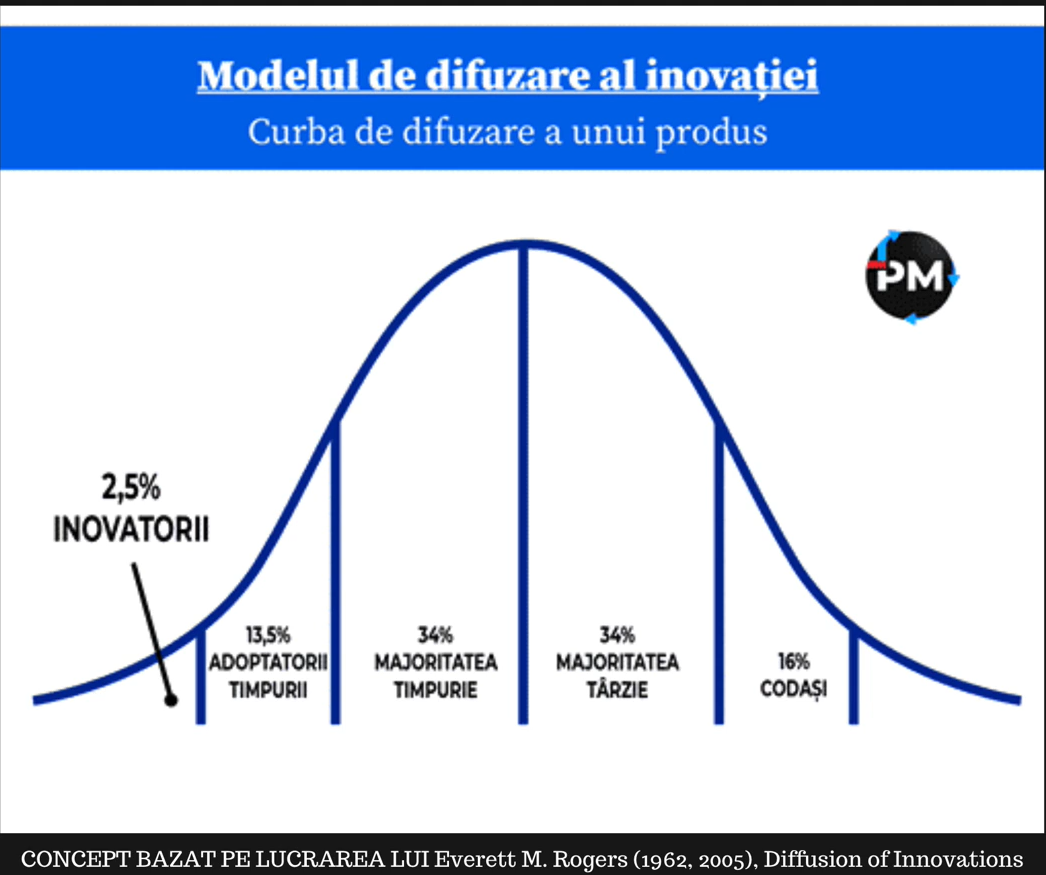 Modelul de difuzare al inovației
Curba de difuzare a unui produs
PM
2,5%
INOVATORII
13,5%
ADOPTATORII
TIMPURII
34%
MAJORITATEA
TIMPURIE
34%
MAJORITATEA
TÂRZIE
16%
CODAȘI
CONCEPT BAZAT PE LUCRAREA LUI Everett M. Rogers (1962, 2005), Diffusion of Innovations